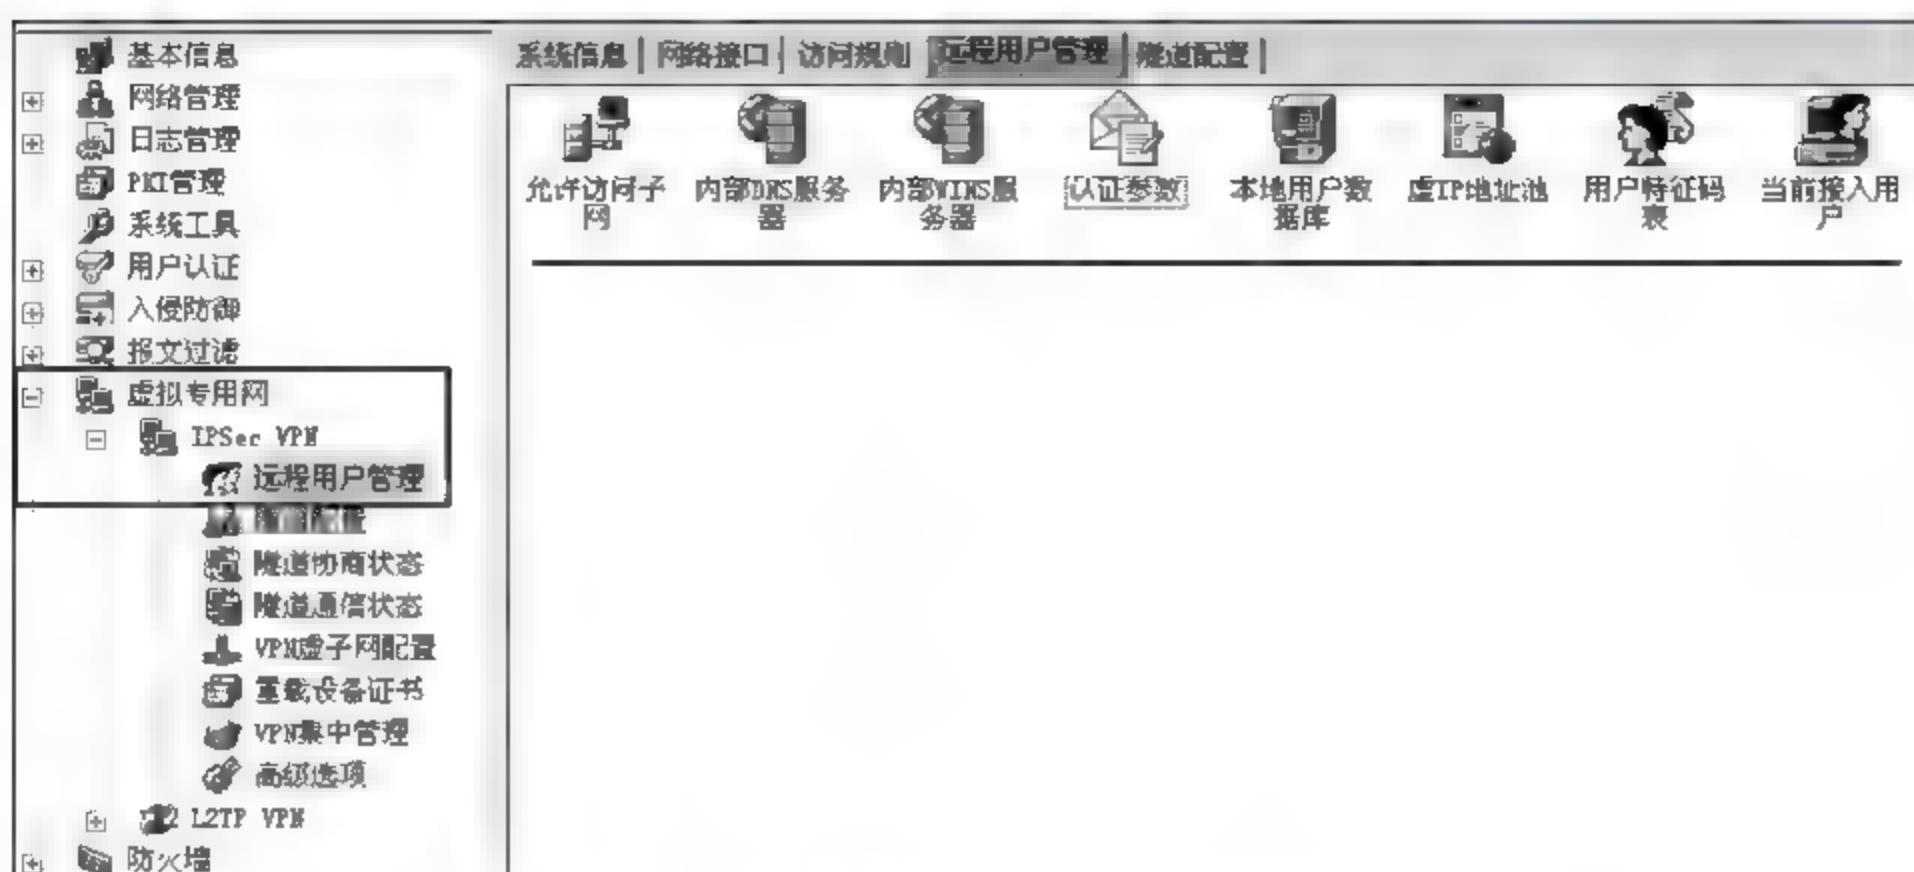 基本信息
网络管理
日志管理
PKI管理
系统工具
用户认证
入侵防御
报文过滤
虚拟专用网
IPSec VPN
远程用户管理
隧道协商状态
隧道通信状态
VPN虚子网配置
重载设备证书
VPN集中管理
高级选项
L2TP VPN
防火墙
系统信息 | 网络接口 | 访问规则 | 远程用户管理 | 隧道配置 |
允许访问子
网
内部DNS服务
器
内部WINS服
务器
认证参数
本地用户数
据库
虚IP地址池
用户特征码
表
当前接入用
户